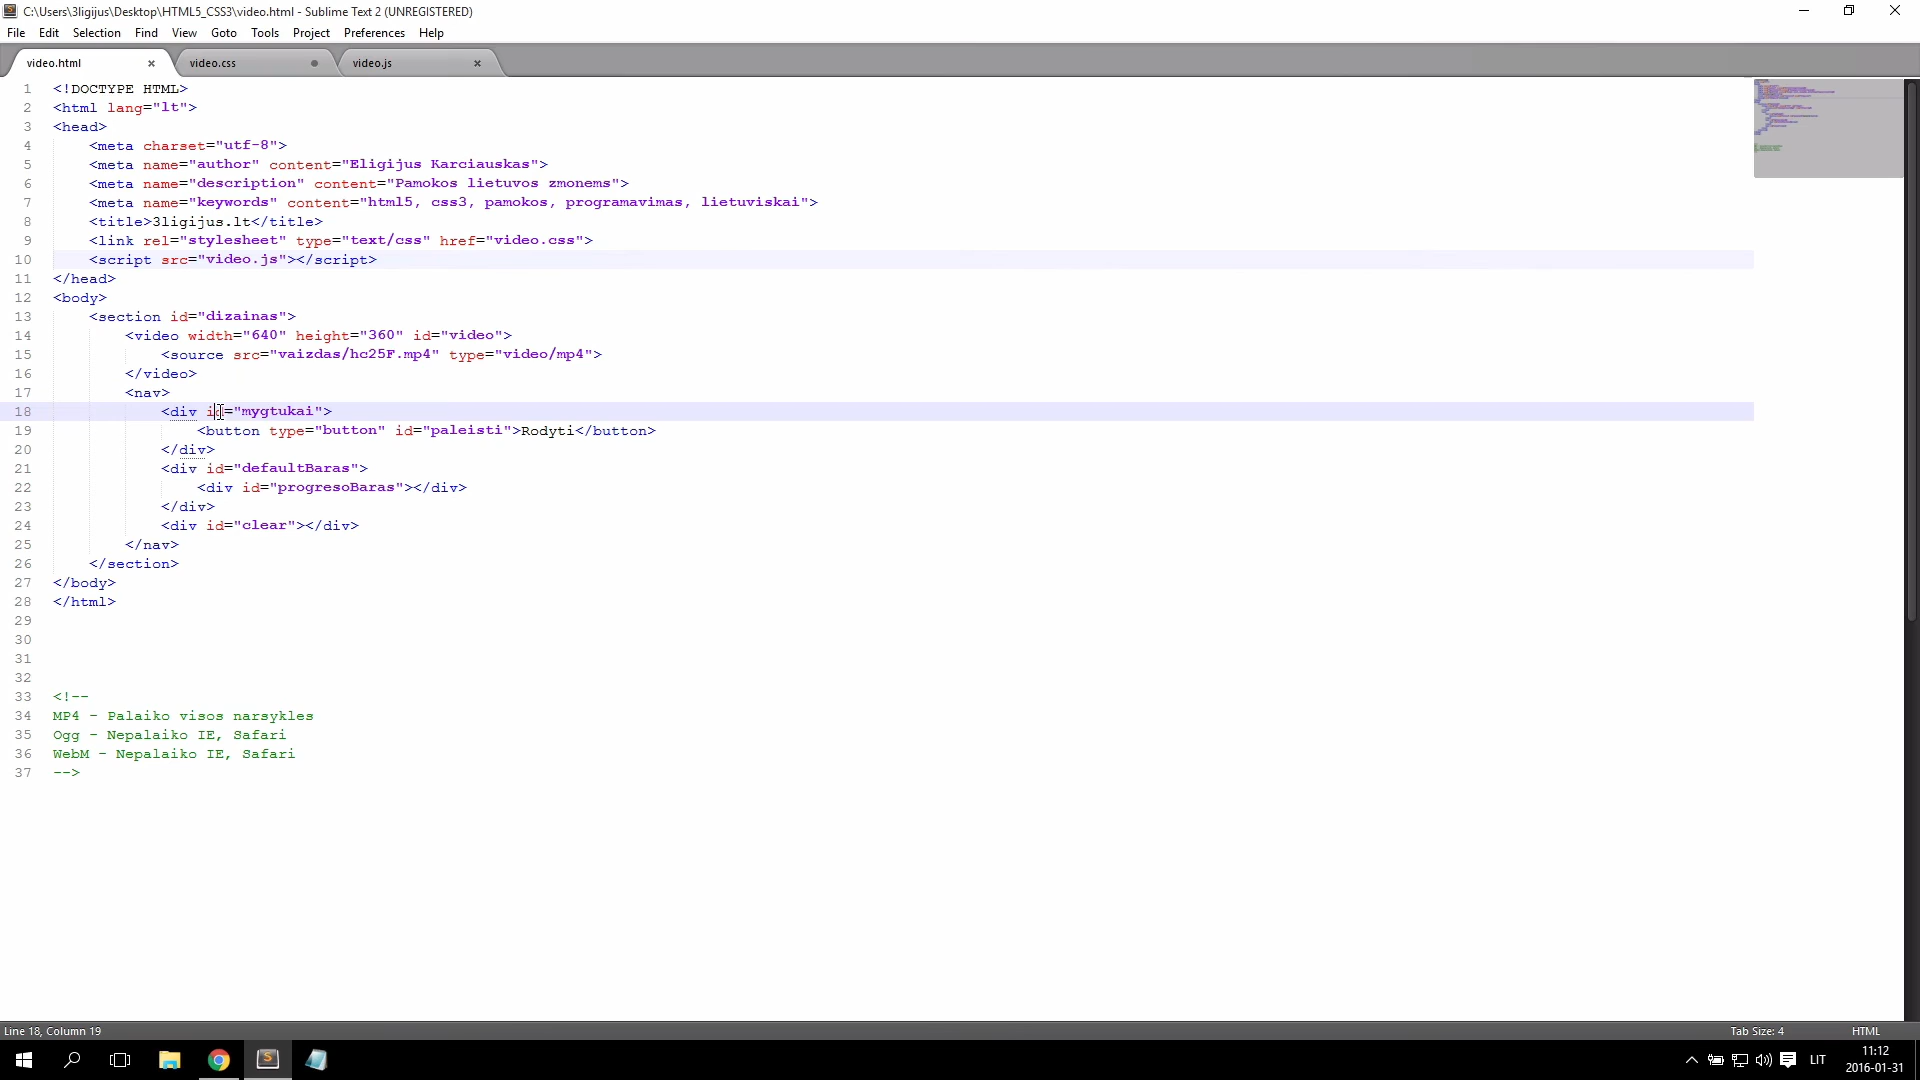 C:\Users\3ligijus\Desktop\HTML5_CSS3\video.html - Sublime Text 2 (UNREGISTERED)
File Edit Selection Find View Goto Tools Project Preferences Help
video.html video.css video.js
1 <!DOCTYPE HTML>
2 <html lang="lt">
3 <head>
4 <meta charset="utf-8">
5 <meta name="author" content="Eligijus Karciauskas">
6 <meta name="description" content="Pamokos lietuvos zmonems">
7 <meta name="keywords" content="html5, css3, pamokos, programavimas, lietuviskai">
8 <title>3ligijus.lt</title>
9 <link rel="stylesheet" type="text/css" href="video.css">
10 <script src="video.js"></script>
11 </head>
12 <body>
13 <section id="dizainas">
14 <video width="640" height="360" id="video">
15 <source src="vaizdas/hc25F.mp4" type="video/mp4">
16 </video>
17 <nav>
18 <div id="mygtukai">
19 <button type="button" id="paleisti">Rodyti</button>
20 </div>
21 <div id="defaultBaras">
22 <div id="progresoBaras"></div>
23 </div>
24 <div id="clear"></div>
25 </nav>
26 </section>
27 </body>
28 </html>
29
30
31
32
33 <!--
34 MP4 - Palaiko visos narsykles
35 Ogg - Nepalaiko IE, Safari
36 WebM - Nepalaiko IE, Safari
37 -->
Line 18, Column 19 Tab Size: 4 HTML
LIT 11:12
2016-01-31